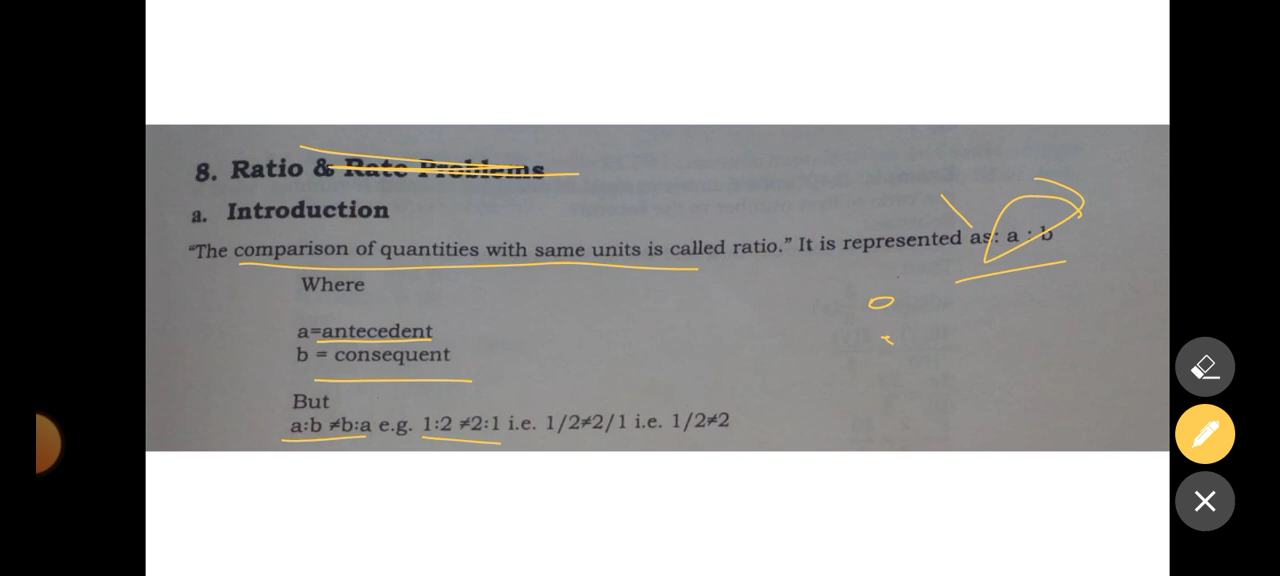 8. Ratio & Rate Problems
a. Introduction
“The comparison of quantities with same units is called ratio.” It is represented as: a : b
Where
a=antecedent
b = consequent
But
a:b ≠b:a e.g. 1:2 ≠2:1 i.e. 1/2≠2/1 i.e. 1/2≠2